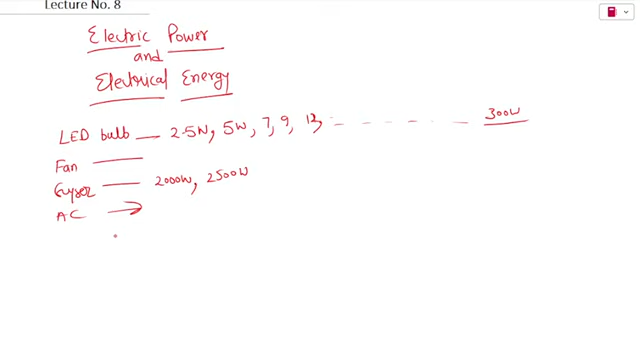 Lecture No. 8
Electric Power
and
Electrical Energy
LED bulb — 2.5W, 5W, 7, 9, 12, - - - - - - - 300W
Fan —
Geyser — 2000W, 2500W
AC →